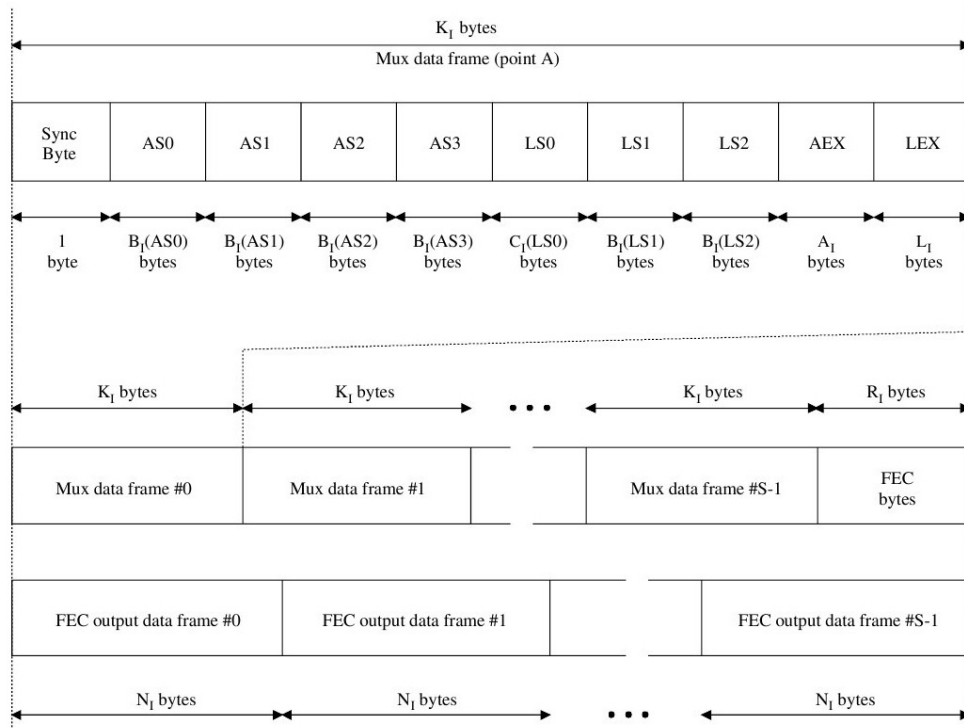 K_I bytes
Mux data frame (point A)
Sync Byte AS0 AS1 AS2 AS3 LS0 LS1 LS2 AEX LEX
1 byte B_I(AS0) bytes B_I(AS1) bytes B_I(AS2) bytes B_I(AS3) bytes C_I(LS0) bytes B_I(LS1) bytes B_I(LS2) bytes A_I bytes L_I bytes
K_I bytes K_I bytes • • • K_I bytes R_I bytes
Mux data frame #0 Mux data frame #1 Mux data frame #S-1 FEC bytes
FEC output data frame #0 FEC output data frame #1 FEC output data frame #S-1
N_I bytes N_I bytes • • • N_I bytes